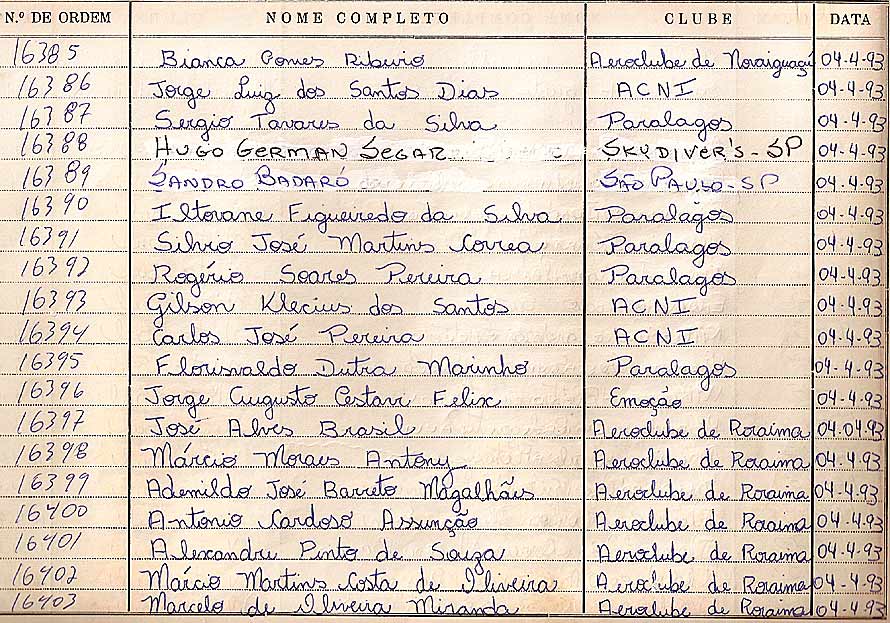 N.º DE ORDEM NOME COMPLETO CLUBE DATA
16385 Bianca Gomes Ribeiro Aeroclube de Novaiguaçú 04-4-93
16386 Jorge Luiz dos Santos Dias ACNI 04-4-93
16387 Sergio Tavares da Silva Paralagos 04-4-93
16388 HUGO GERMAN SEGAR SKYDIVER'S - SP 04-4-93
16389 SANDRO BADARÓ SÃO PAULO - SP 04-4-93
16390 Iltovane Figueiredo da Silva Paralagos 04-4-93
16391 Silvio José Martins Correa Paralagos 04-4-93
16392 Rogério Soares Pereira Paralagos 04-4-93
16393 Gilson Klecius dos Santos ACNI 04-4-93
16394 Carlos José Pereira ACNI 04-4-93
16395 Florisvaldo Dutra Marinho Paralagos 04-4-93
16396 Jorge Augusto Cestari Felix Emoção 04-4-93
16397 José Alves Brasil Aeroclube de Roraima 04-04-93
16398 Márcio Moraes Antony Aeroclube de Roraima 04-4-93
16399 Ademildo José Barreto Magalhães Aeroclube de Roraima 04-4-93
16400 Antonio Cardoso Assunção Aeroclube de Roraima 04-4-93
16401 Alexandre Pinto de Souza Aeroclube de Roraima 04-4-93
16402 Márcio Martins Costa de Oliveira Aeroclube de Roraima 04-4-93
16403 Marcelo de Oliveira Miranda Aeroclube de Roraima 04-4-93